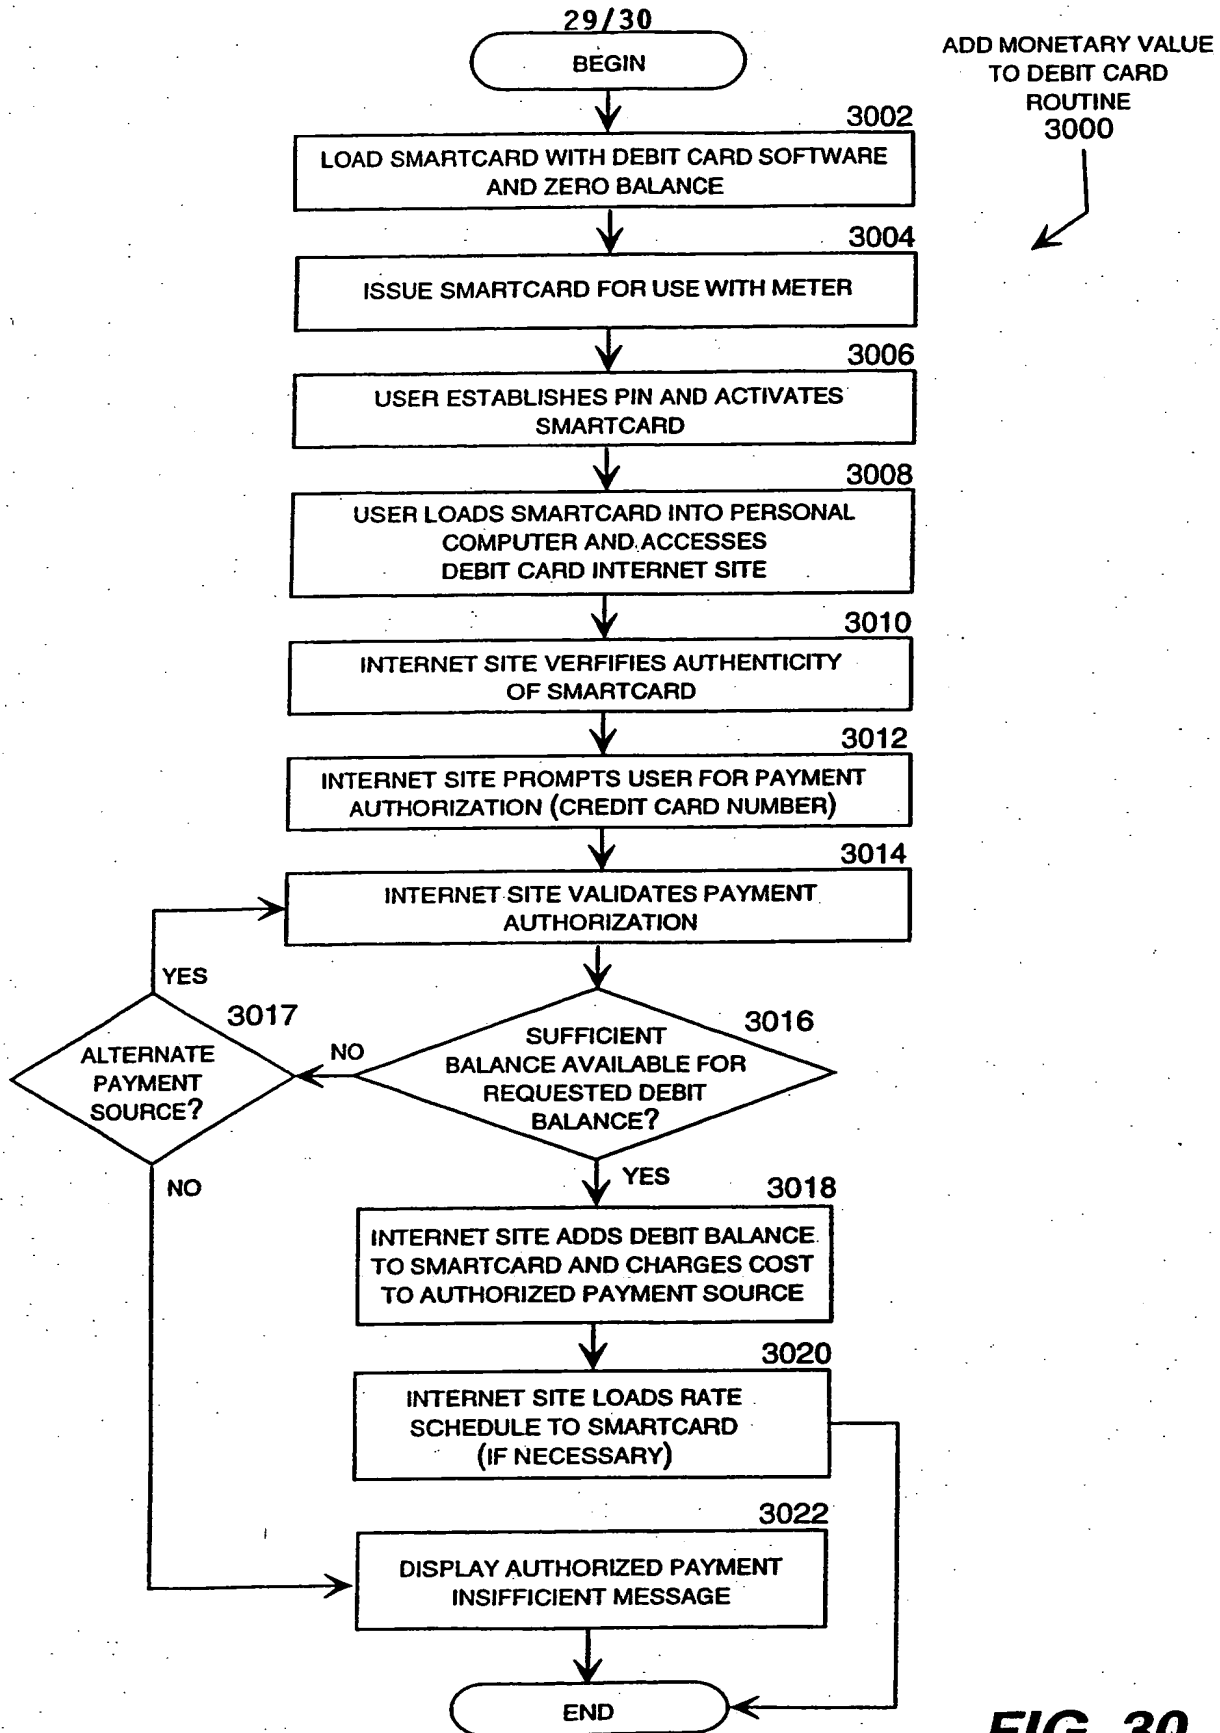 29/30
BEGIN
ADD MONETARY VALUE
TO DEBIT CARD
ROUTINE
3000
3002
LOAD SMARTCARD WITH DEBIT CARD SOFTWARE
AND ZERO BALANCE
3004
ISSUE SMARTCARD FOR USE WITH METER
3006
USER ESTABLISHES PIN AND ACTIVATES
SMARTCARD
3008
USER LOADS SMARTCARD INTO PERSONAL
COMPUTER AND ACCESSES
DEBIT CARD INTERNET SITE
3010
INTERNET SITE VERFIFIES AUTHENTICITY
OF SMARTCARD
3012
INTERNET SITE PROMPTS USER FOR PAYMENT
AUTHORIZATION (CREDIT CARD NUMBER)
3014
INTERNET SITE VALIDATES PAYMENT
AUTHORIZATION
YES
3017
ALTERNATE
PAYMENT
SOURCE?
NO
3016
SUFFICIENT
BALANCE AVAILABLE FOR
REQUESTED DEBIT
BALANCE?
NO
YES
3018
INTERNET SITE ADDS DEBIT BALANCE
TO SMARTCARD AND CHARGES COST
TO AUTHORIZED PAYMENT SOURCE
3020
INTERNET SITE LOADS RATE
SCHEDULE TO SMARTCARD
(IF NECESSARY)
3022
DISPLAY AUTHORIZED PAYMENT
INSIFFICIENT MESSAGE
END
FIG. 30